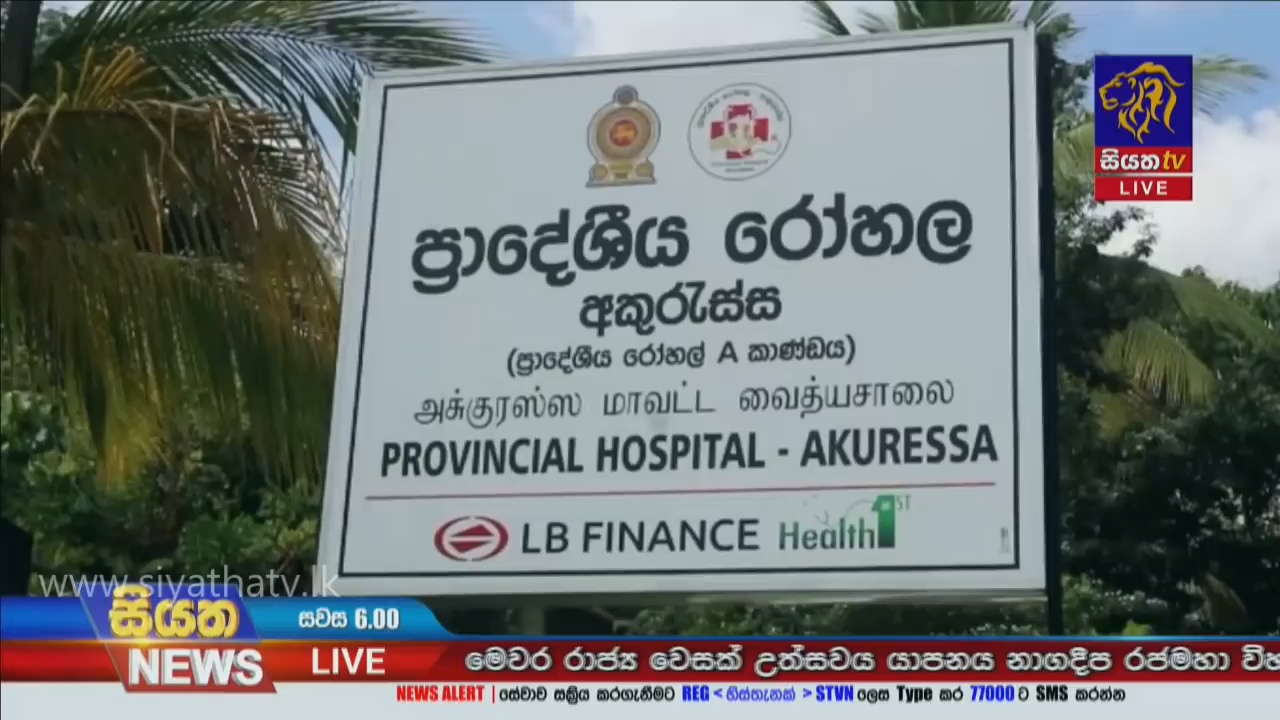 ප්‍රාදේශීය රෝහල
අකුරැස්ස
(ප්‍රාදේශීය රෝහල් A කාණ්ඩය)
அக்குரஸ்ஸ மாவட்ட வைத்யசாலை
PROVINCIAL HOSPITAL - AKURESSA
LB FINANCE Health 1ST
සියත tv
LIVE
www.siyathatv.lk
සියත සවස 6.00
NEWS LIVE මෙවර රාජ්‍ය වෙසක් උත්සවය යාපනය නාගදීප රජමහා
NEWS ALERT | සේවාව සක්‍රිය කරගැනීමට REG < හිස්තැනක් > STVN ලෙස Type කර 77000 ට SMS කරන්න